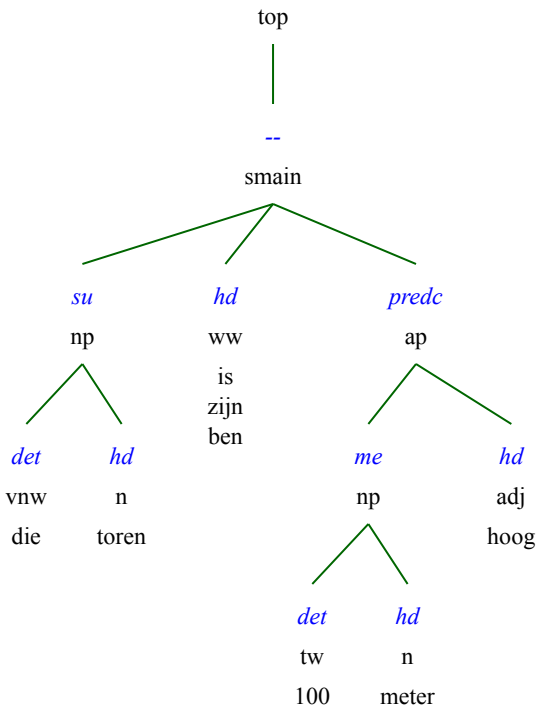 top
--
smain
su hd predc
np ww ap
is
zijn
ben
det hd me hd
vnw n np adj
die toren hoog
det hd
tw n
100 meter